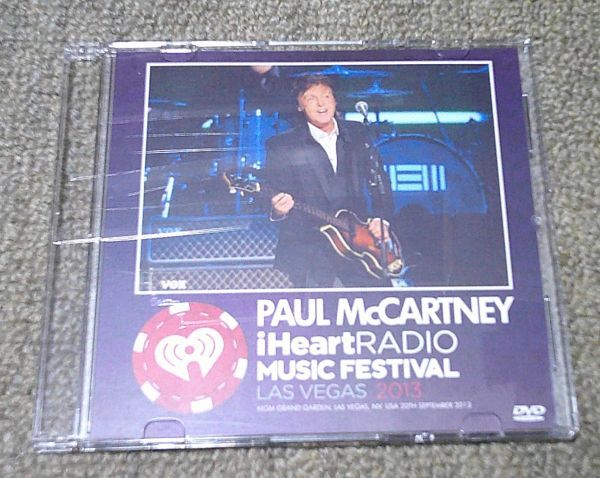 VOX
VOX
PAUL McCARTNEY
iHeartRADIO
MUSIC FESTIVAL
LAS VEGAS 2013
MGM GRAND GARDEN, LAS VEGAS, NV. USA 20TH SEPTEMBER 2013
DVD